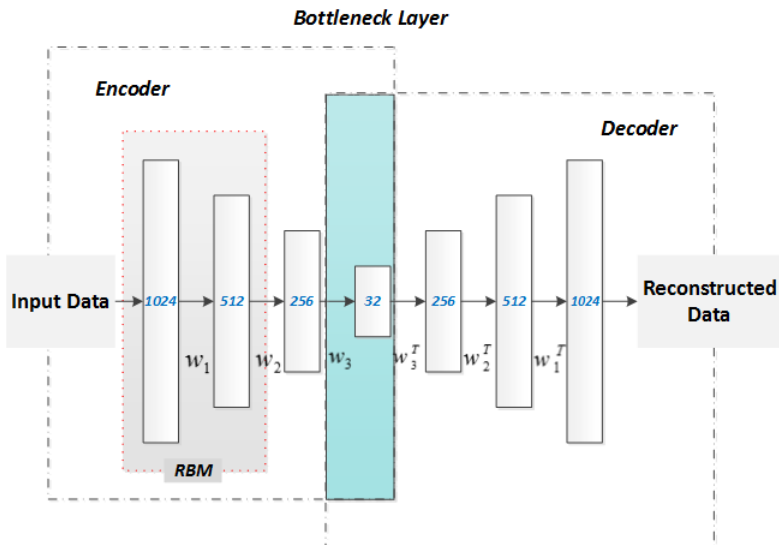 Bottleneck Layer
Encoder
Decoder
Input Data
1024
512
256
32
256
512
1024
Reconstructed
Data
w₁
w₂
w₃
w₃ᵀ
w₂ᵀ
w₁ᵀ
RBM